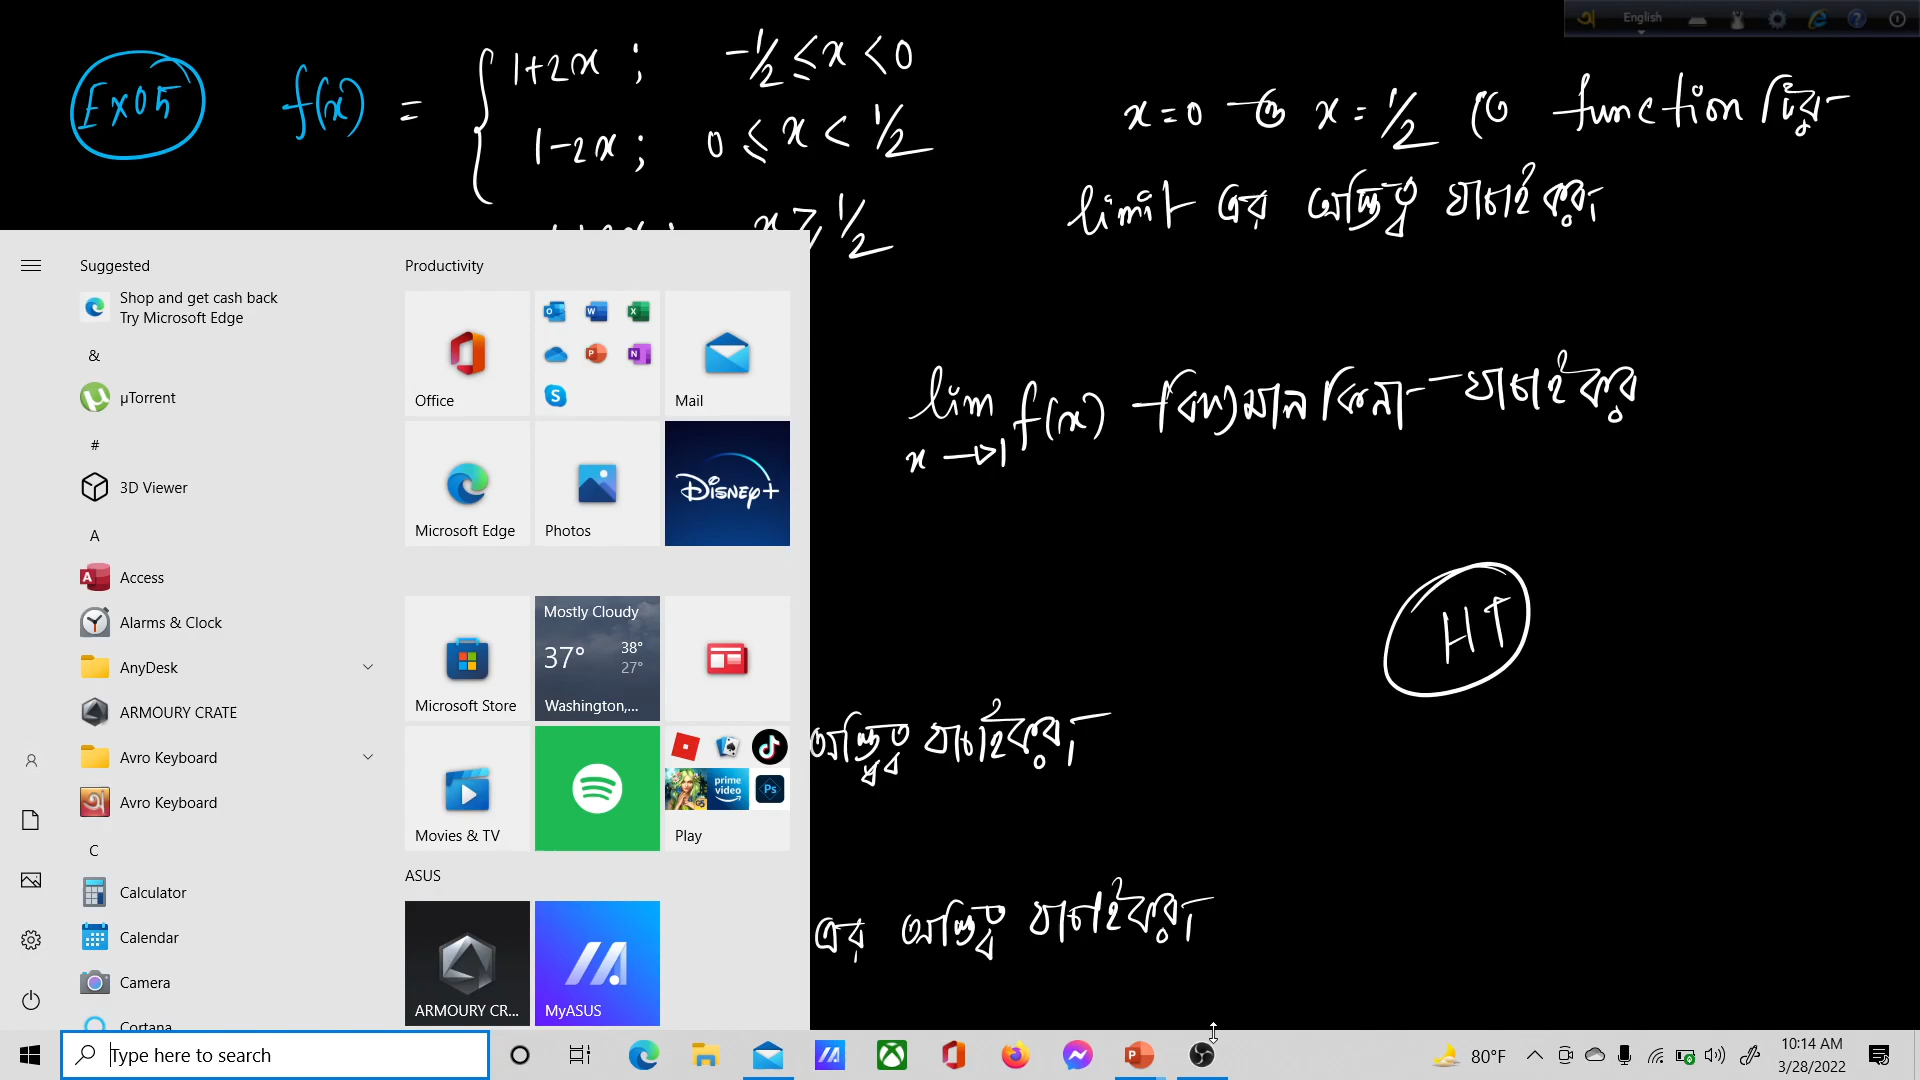 English
Ex05 f(x) = { 1+2x ; -1/2 ≤ x < 0
1-2x ; 0 ≤ x < 1/2
x ≥ 1/2
x=0 ও x=1/2 তে function টির
limit এর অস্তিত্ব যাচাই কর।
lim x→1 f(x) বিদ্যমান কিনা যাচাই কর
HT
অস্তিত্ব যাচাই কর।
এর অস্তিত্ব যাচাই কর।
Suggested
Shop and get cash back
Try Microsoft Edge
&
µTorrent
#
3D Viewer
A
Access
Alarms & Clock
AnyDesk
ARMOURY CRATE
Avro Keyboard
Avro Keyboard
C
Calculator
Calendar
Camera
Cortana
Productivity
Office
Mail
Microsoft Edge
Photos
Disney+
Microsoft Store
Mostly Cloudy
37° 38°
27°
Washington,...
Movies & TV
prime video
Ps
Play
ASUS
ARMOURY CR...
MyASUS
Type here to search
80°F
10:14 AM
3/28/2022